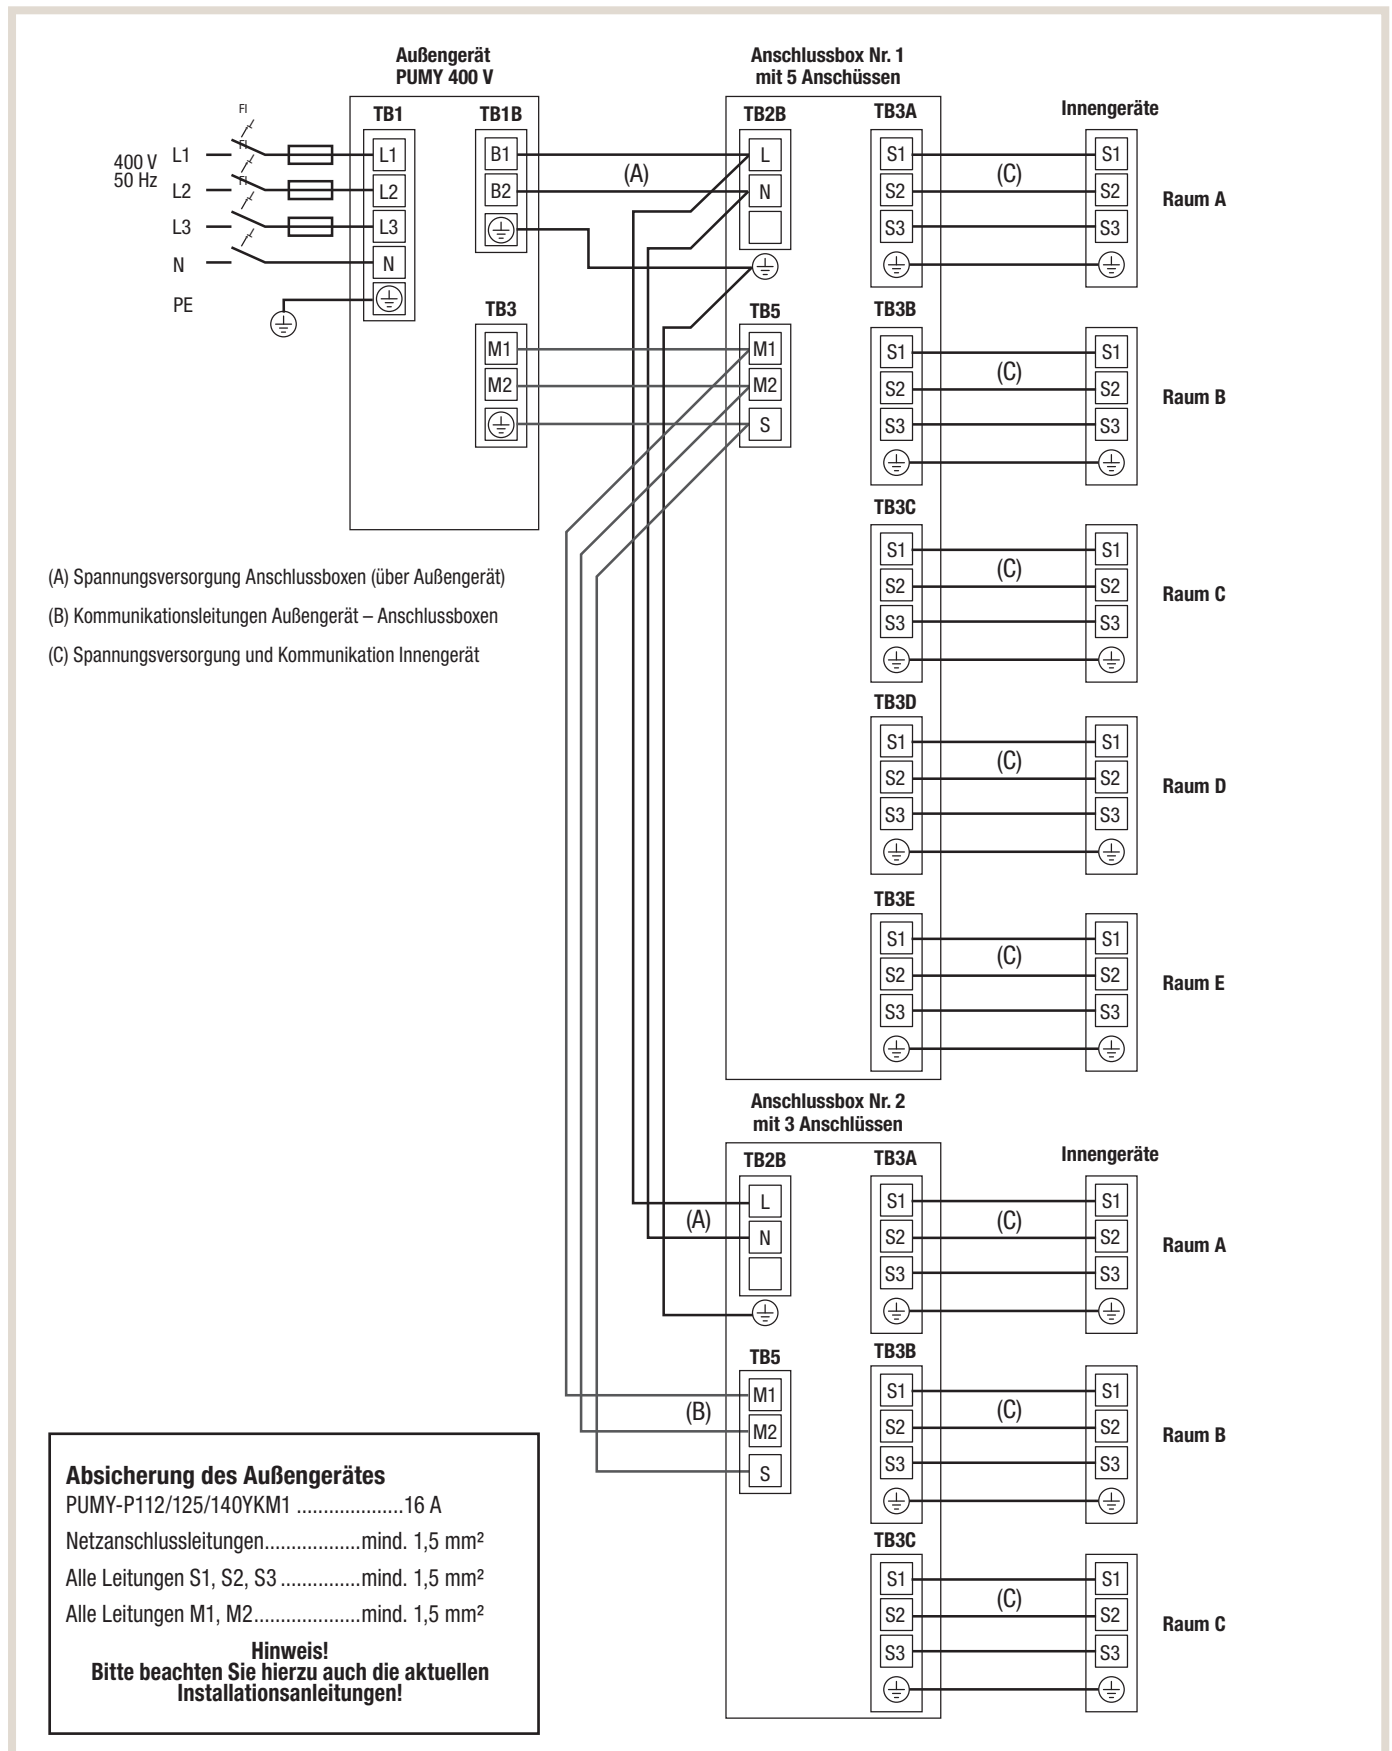 Außengerät
PUMY 400 V
Anschlussbox Nr. 1
mit 5 Anschüssen
TB1
TB1B
TB2B
TB3A
Innengeräte
FI
FI
FI
400 V
50 Hz
L1
L2
L3
N
PE
L1
L2
L3
N
B1
B2
(A)
L
N
S1
S2
S3
(C)
S1
S2
S3
Raum A
TB3
M1
M2
TB5
M1
M2
S
TB3B
S1
S2
S3
(C)
S1
S2
S3
Raum B
TB3C
S1
S2
S3
(C)
S1
S2
S3
Raum C
(A) Spannungsversorgung Anschlussboxen (über Außengerät)
(B) Kommunikationsleitungen Außengerät – Anschlussboxen
(C) Spannungsversorgung und Kommunikation Innengerät
TB3D
S1
S2
S3
(C)
S1
S2
S3
Raum D
TB3E
S1
S2
S3
(C)
S1
S2
S3
Raum E
Anschlussbox Nr. 2
mit 3 Anschlüssen
TB2B
TB3A
Innengeräte
(A)
L
N
S1
S2
S3
(C)
S1
S2
S3
Raum A
TB5
(B)
M1
M2
S
TB3B
S1
S2
S3
(C)
S1
S2
S3
Raum B
TB3C
S1
S2
S3
(C)
S1
S2
S3
Raum C
Absicherung des Außengerätes
PUMY-P112/125/140YKM1 ....................16 A
Netzanschlussleitungen..................mind. 1,5 mm²
Alle Leitungen S1, S2, S3 ...............mind. 1,5 mm²
Alle Leitungen M1, M2....................mind. 1,5 mm²
Hinweis!
Bitte beachten Sie hierzu auch die aktuellen
Installationsanleitungen!